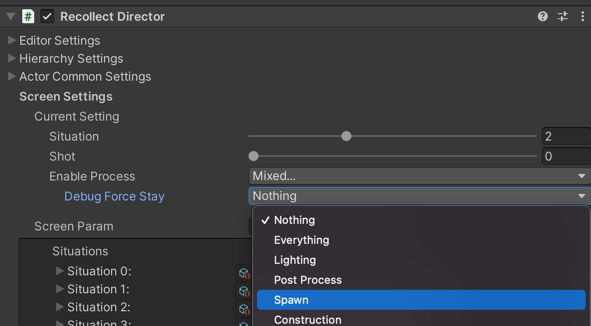 Recollect Director
Editor Settings
Hierarchy Settings
Actor Common Settings
Screen Settings
Current Setting
Situation 2
Shot 0
Enable Process Mixed...
Debug Force Stay Nothing
Screen Param
Nothing
Everything
Lighting
Post Process
Spawn
Construction
Situations
Situation 0:
Situation 1:
Situation 2:
Situation 3: